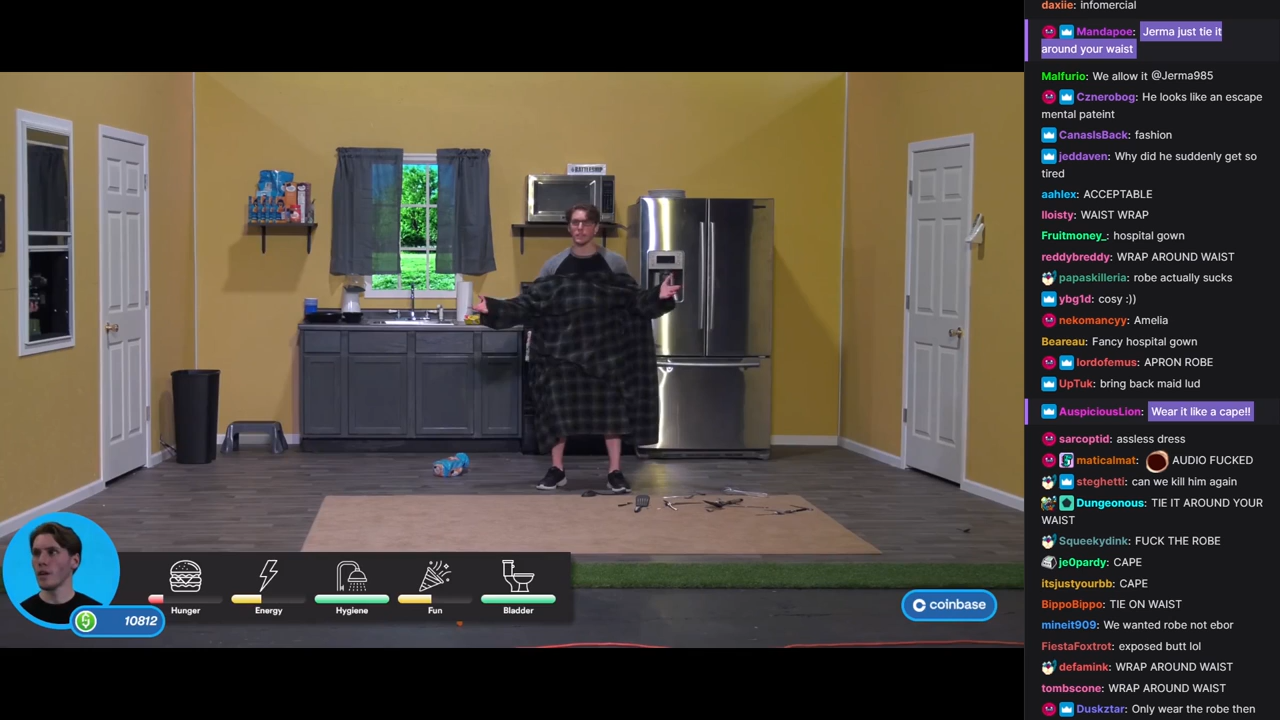 BATTLESHIP
Hunger
Energy
Hygiene
Fun
Bladder
10812
coinbase
daxiie: infomercial
Mandapoe: Jerma just tie it
around your waist
Malfurio: We allow it @Jerma985
Cznerobog: He looks like an escape
mental pateint
CanasIsBack: fashion
jeddaven: Why did he suddenly get so
tired
aahlex: ACCEPTABLE
lloisty: WAIST WRAP
Fruitmoney_: hospital gown
reddybreddy: WRAP AROUND WAIST
papaskilleria: robe actually sucks
ybg1d: cosy :))
nekomancyy: Amelia
Beareau: Fancy hospital gown
lordofemus: APRON ROBE
UpTuk: bring back maid lud
AuspiciousLion: Wear it like a cape!!
sarcoptid: assless dress
maticalmat: AUDIO FUCKED
steghetti: can we kill him again
Dungeonous: TIE IT AROUND YOUR
WAIST
Squeekydink: FUCK THE ROBE
je0pardy: CAPE
itsjustyourbb: CAPE
BippoBippo: TIE ON WAIST
mineit909: We wanted robe not ebor
FiestaFoxtrot: exposed butt lol
defamink: WRAP AROUND WAIST
tombscone: WRAP AROUND WAIST
Duskztar: Only wear the robe then